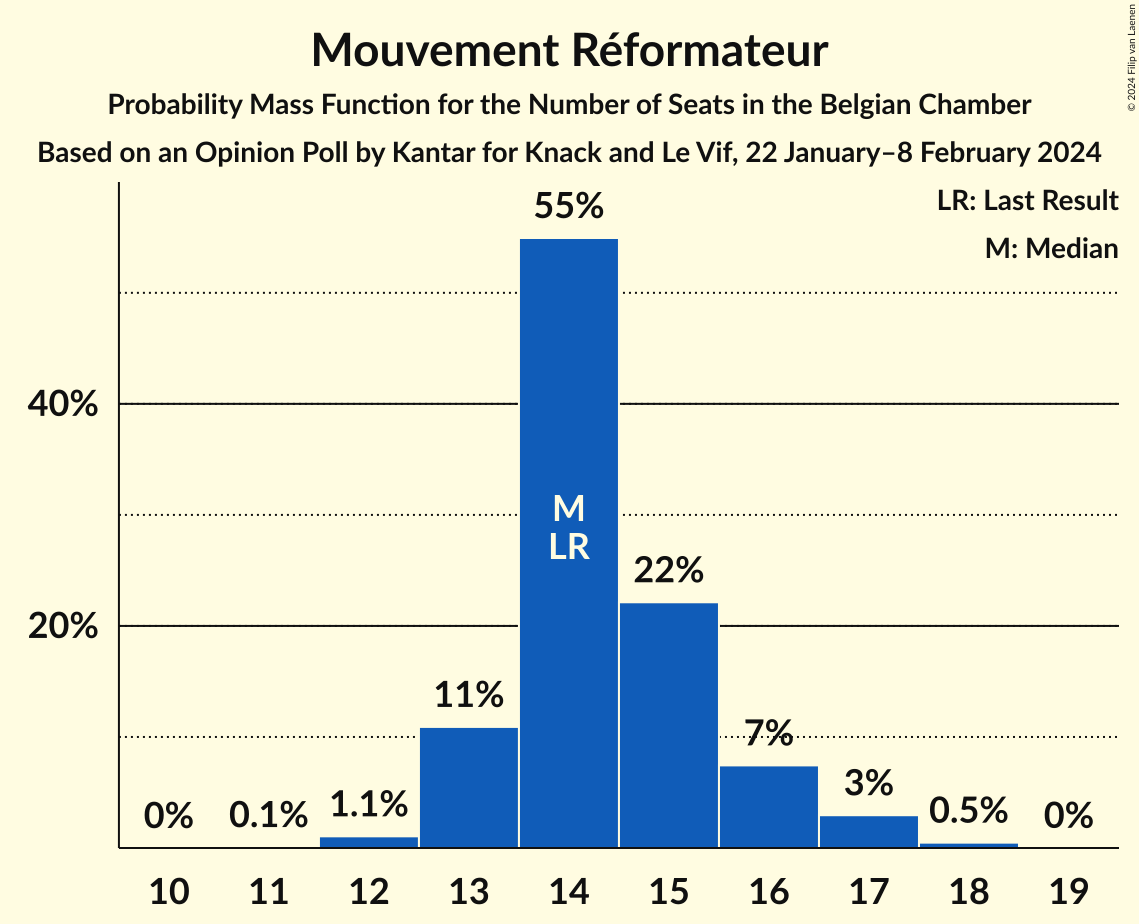 Mouvement Réformateur
Probability Mass Function for the Number of Seats in the Belgian Chamber
Based on an Opinion Poll by Kantar for Knack and Le Vif, 22 January–8 February 2024
© 2024 Filip van Laenen
LR: Last Result
M: Median
55%
40%
M
LR
22%
20%
11%
7%
3%
1.1%
0.5%
0%
0.1%
0%
10 11 12 13 14 15 16 17 18 19